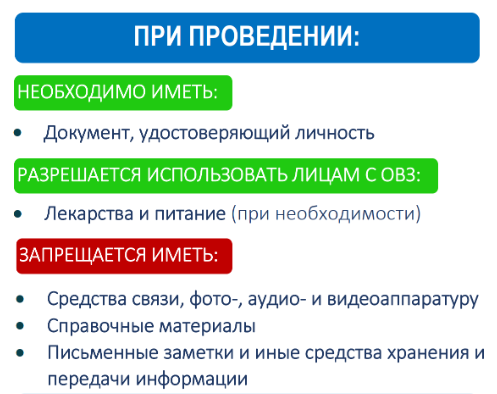 ПРИ ПРОВЕДЕНИИ:
НЕОБХОДИМО ИМЕТЬ:
• Документ, удостоверяющий личность
РАЗРЕШАЕТСЯ ИСПОЛЬЗОВАТЬ ЛИЦАМ С ОВЗ:
• Лекарства и питание (при необходимости)
ЗАПРЕЩАЕТСЯ ИМЕТЬ:
• Средства связи, фото-, аудио- и видеоаппаратуру
• Справочные материалы
• Письменные заметки и иные средства хранения и
передачи информации